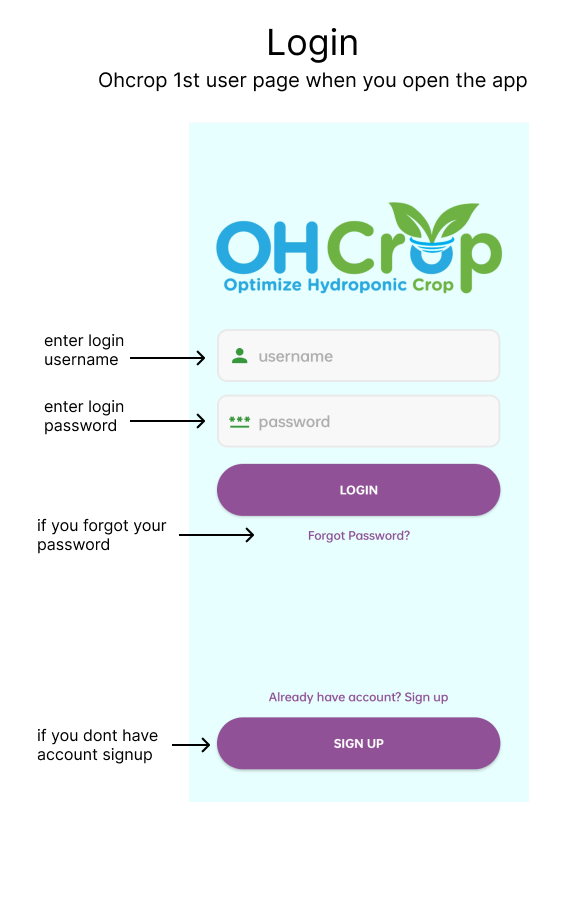 Login
Ohcrop 1st user page when you open the app
OHCrop
Optimize Hydroponic Crop
enter login
username
username
enter login
password
*** password
LOGIN
if you forgot your
password
Forgot Password?
Already have account? Sign up
if you dont have
account signup
SIGN UP